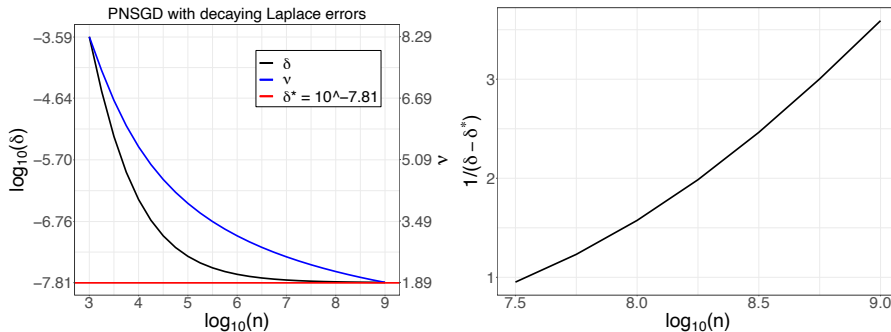 PNSGD with decaying Laplace errors
−3.59
−4.64
−5.70
−6.76
−7.81
log10(δ)
8.29
6.69
5.09
3.49
1.89
ν
δ
ν
δ* = 10^−7.81
3 4 5 6 7 8 9
log10(n)
3
2
1
1/(δ − δ*)
7.5 8.0 8.5 9.0
log10(n)